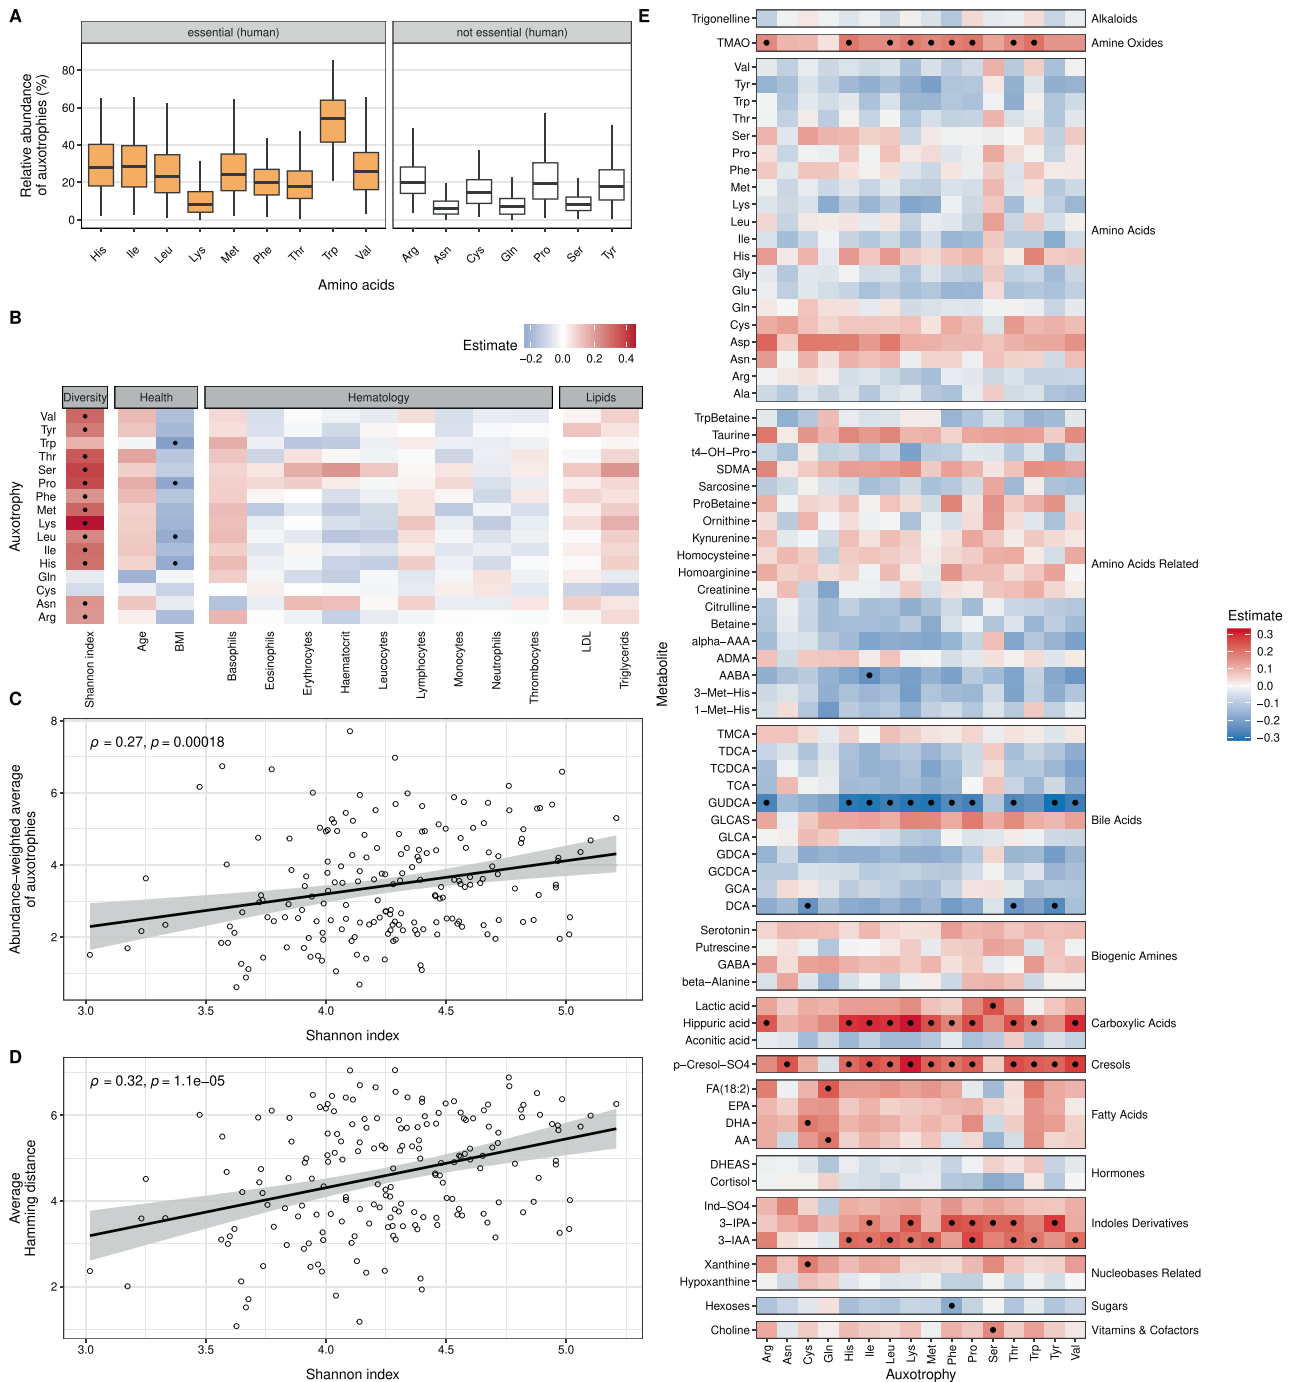 A
essential (human)
not essential (human)
Relative abundance
of auxotrophies (%)
80
60
40
20
0
His
Ile
Leu
Lys
Met
Phe
Thr
Trp
Val
Arg
Asn
Cys
Gln
Pro
Ser
Tyr
Amino acids
B
Estimate
−0.2 0.0 0.2 0.4
Diversity
Health
Hematology
Lipids
Auxotrophy
Val
Tyr
Trp
Thr
Ser
Pro
Phe
Met
Lys
Leu
Ile
His
Gln
Cys
Asn
Arg
Shannon index
Age
BMI
Basophils
Eosinophils
Erythrocytes
Haematocrit
Leucocytes
Lymphocytes
Monocytes
Neutrophils
Thrombocytes
LDL
Triglycerids
C
ρ = 0.27, p = 0.00018
Abundance−weighted average
of auxotrophies
8
6
4
2
3.0 3.5 4.0 4.5 5.0
Shannon index
D
ρ = 0.32, p = 1.1e−05
Average
Hamming distance
6
4
2
3.0 3.5 4.0 4.5 5.0
Shannon index
E
Metabolite
Trigonelline
Alkaloids
TMAO
Amine Oxides
Val
Tyr
Trp
Thr
Ser
Pro
Phe
Met
Lys
Leu
Ile
His
Gly
Glu
Gln
Cys
Asp
Asn
Arg
Ala
Amino Acids
TrpBetaine
Taurine
t4−OH−Pro
SDMA
Sarcosine
ProBetaine
Ornithine
Kynurenine
Homocysteine
Homoarginine
Creatinine
Citrulline
Betaine
alpha−AAA
ADMA
AABA
3−Met−His
1−Met−His
Amino Acids Related
TMCA
TDCA
TCDCA
TCA
GUDCA
GLCAS
GLCA
GDCA
GCDCA
GCA
DCA
Bile Acids
Serotonin
Putrescine
GABA
beta−Alanine
Biogenic Amines
Lactic acid
Hippuric acid
Aconitic acid
Carboxylic Acids
p−Cresol−SO4
Cresols
FA(18:2)
EPA
DHA
AA
Fatty Acids
DHEAS
Cortisol
Hormones
Ind−SO4
3−IPA
3−IAA
Indoles Derivatives
Xanthine
Hypoxanthine
Nucleobases Related
Hexoses
Sugars
Choline
Vitamins & Cofactors
Arg
Asn
Cys
Gln
His
Ile
Leu
Lys
Met
Phe
Pro
Ser
Thr
Trp
Tyr
Val
Auxotrophy
Estimate
0.3
0.2
0.1
0.0
−0.1
−0.2
−0.3